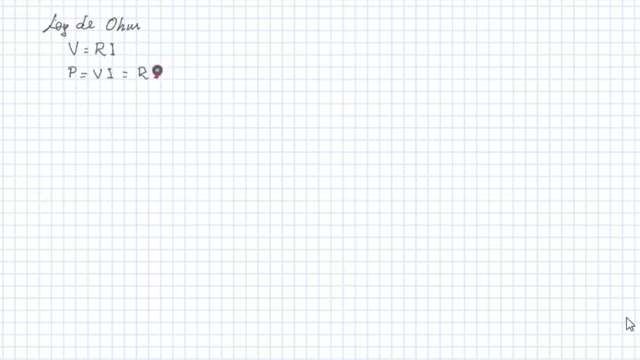 Ley de Ohm
V = R I
P = V I = R